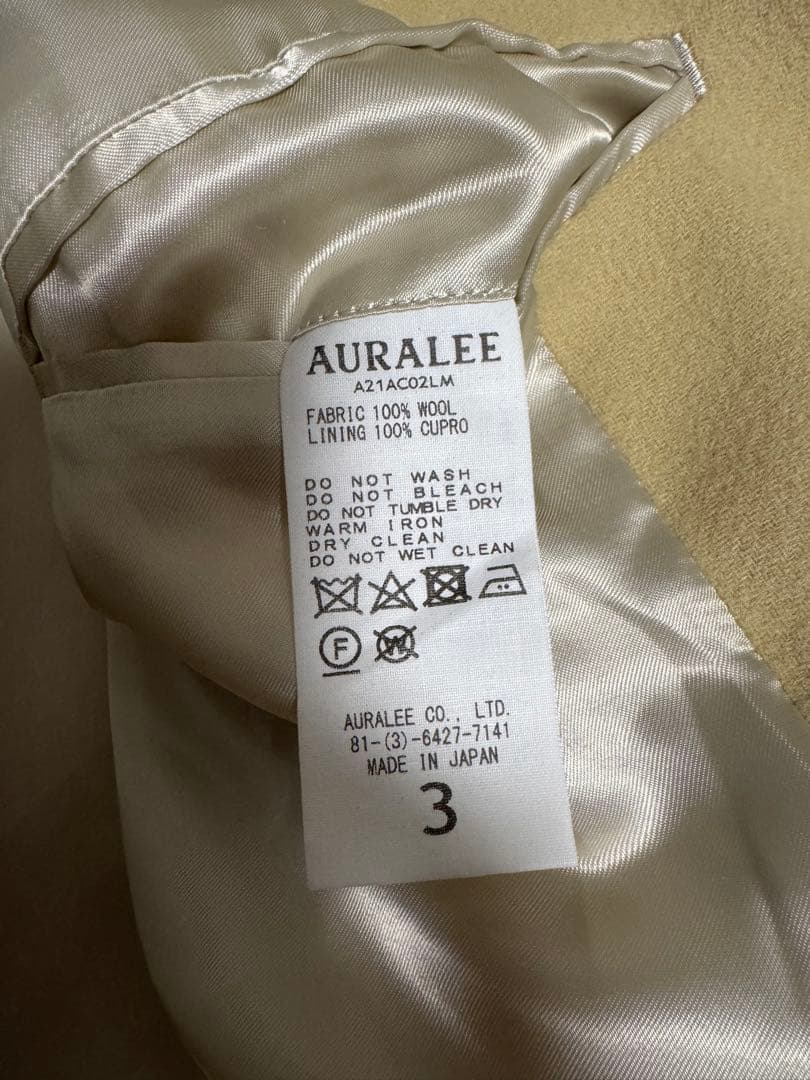 AURALEE
A21AC02LM
FABRIC 100% WOOL
LINING 100% CUPRO
DO NOT WASH
DO NOT BLEACH
DO NOT TUMBLE DRY
WARM IRON
DRY CLEAN
DO NOT WET CLEAN
F W
AURALEE CO., LTD.
81-(3)-6427-7141
MADE IN JAPAN
3